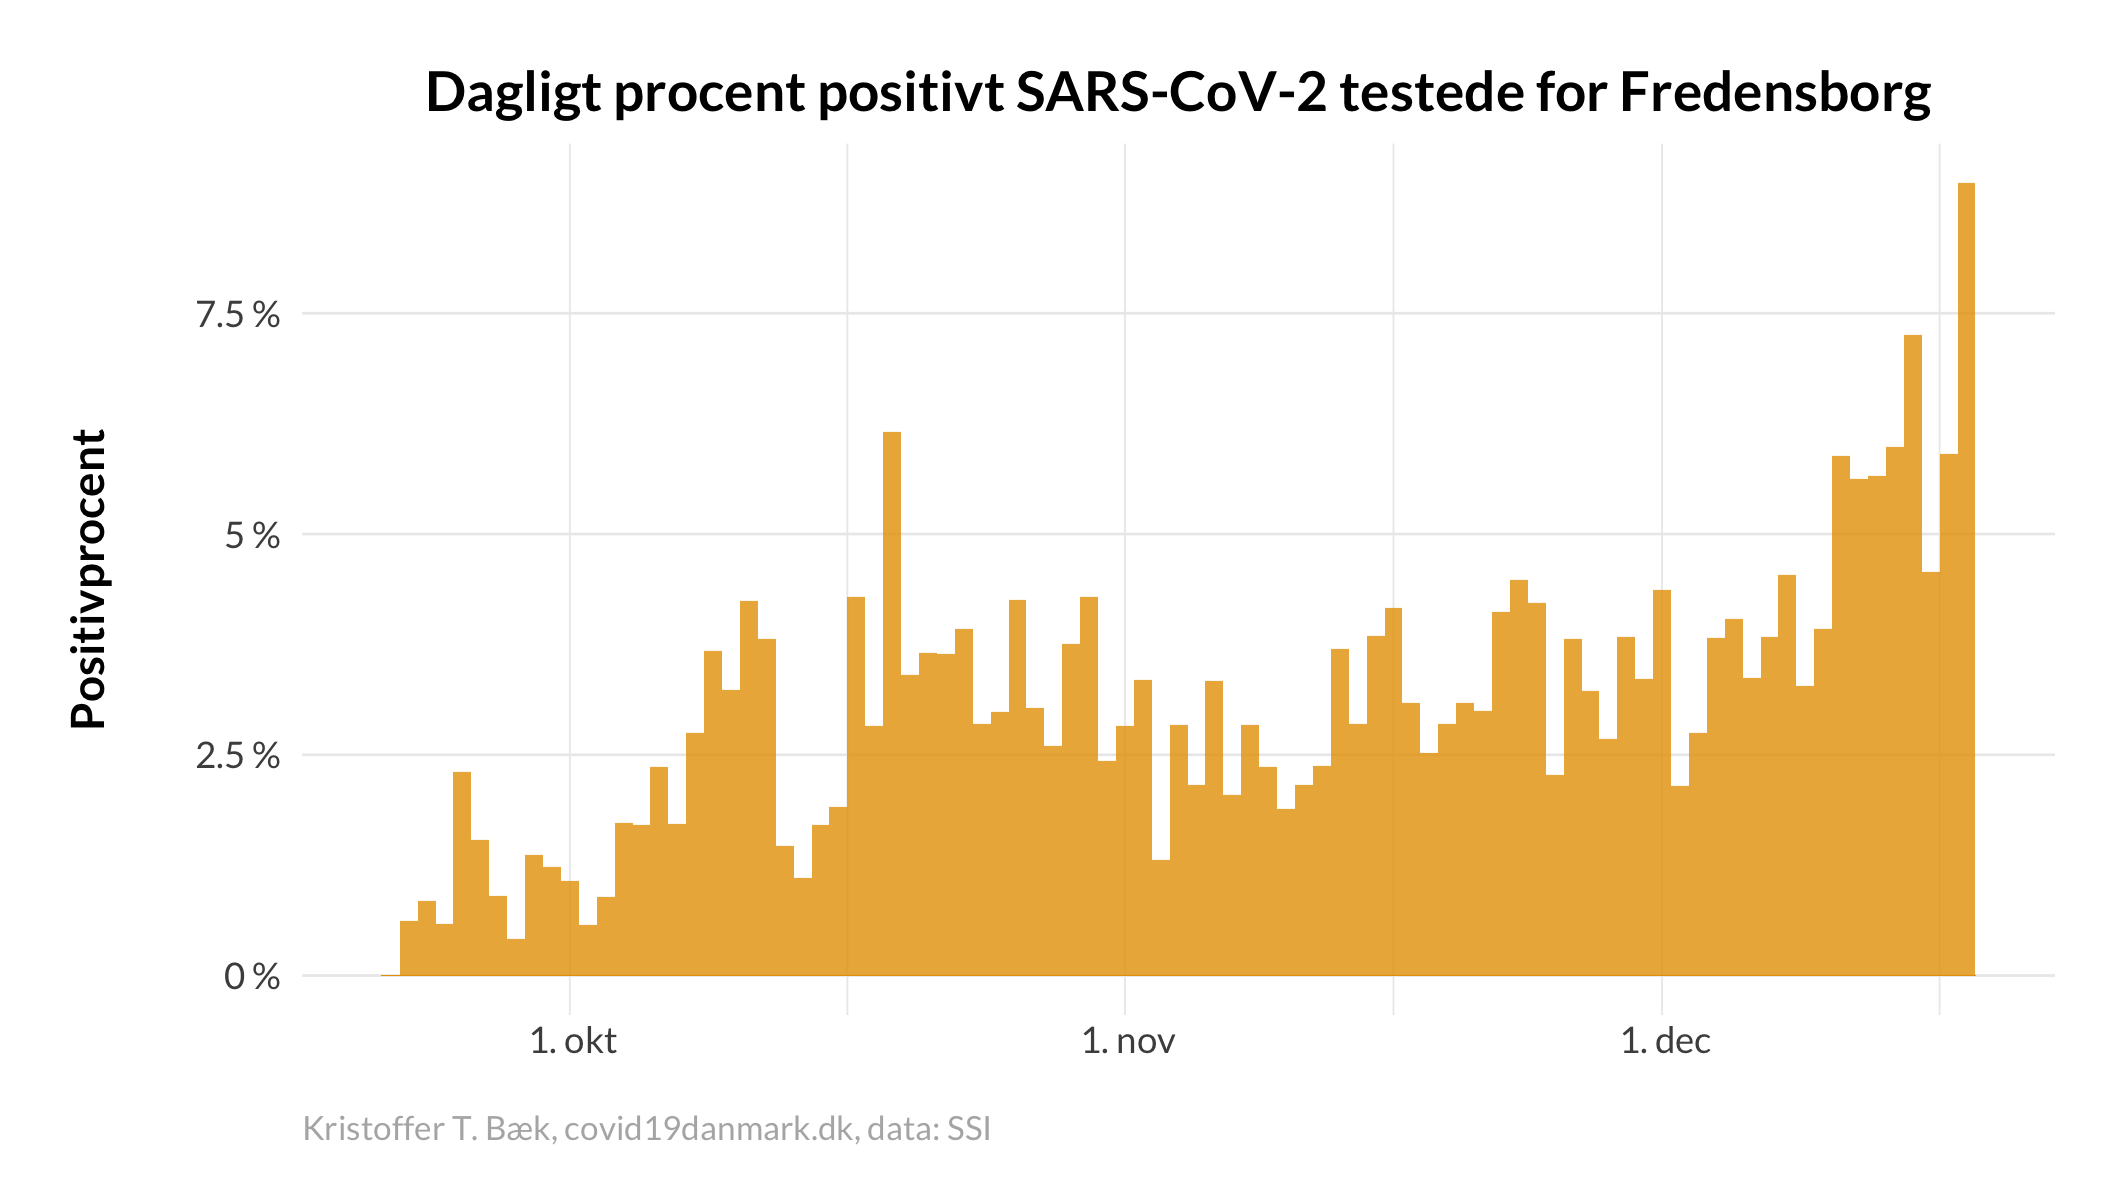 Dagligt procent positivt SARS-CoV-2 testede for Fredensborg
Positivprocent
7.5 %
5 %
2.5 %
0 %
1. okt
1. nov
1. dec
Kristoffer T. Bæk, covid19danmark.dk, data: SSI